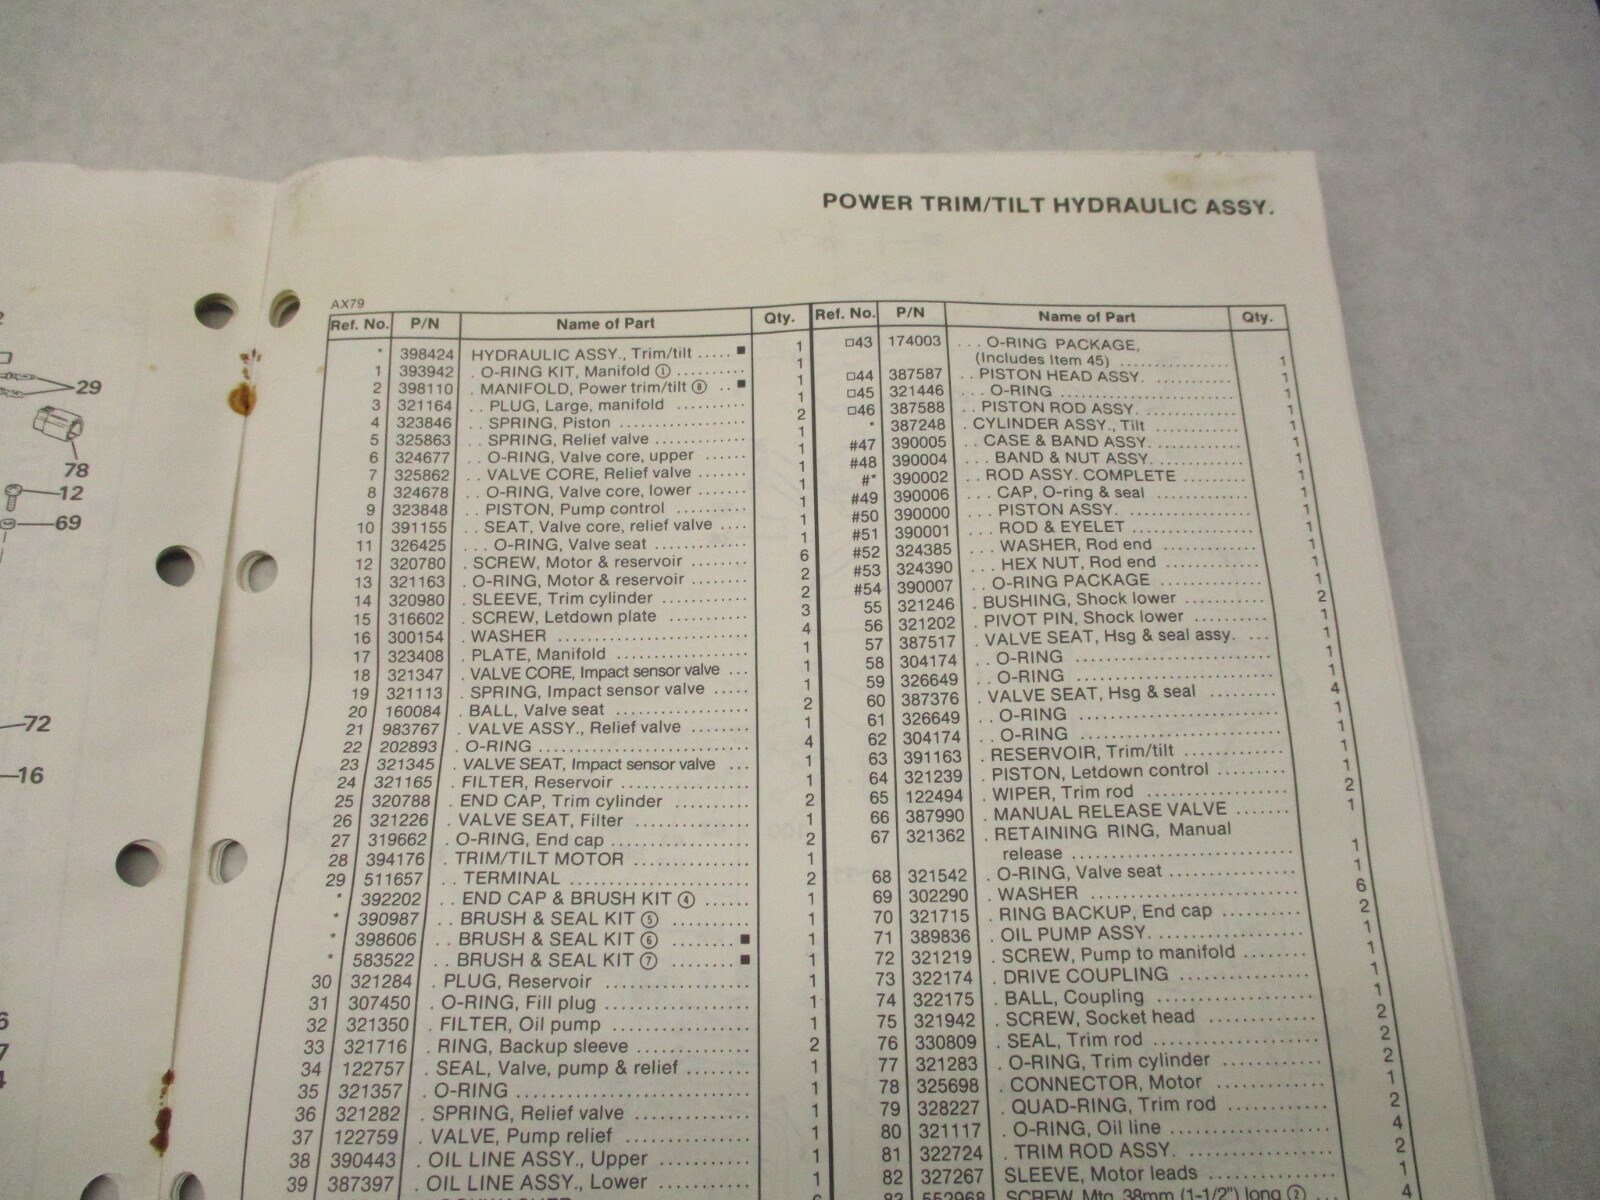 POWER TRIM/TILT HYDRAULIC ASSY.
29
78
12
69
72
16
AX79
Ref. No. P/N Name of Part Qty.
* 398424 HYDRAULIC ASSY., Trim/tilt ..... ■ 1
1 393942 . O-RING KIT, Manifold ① .......... 1
2 398110 . MANIFOLD, Power trim/tilt ⑧ .. ■ 1
3 321164 . . PLUG, Large, manifold .......... 1
4 323846 . . SPRING, Piston .................. 2
5 325863 . . SPRING, Relief valve ............. 1
6 324677 . . O-RING, Valve core, upper ...... 1
7 325862 . . VALVE CORE, Relief valve ....... 1
8 324678 . . O-RING, Valve core, lower ....... 1
9 323848 . . PISTON, Pump control ........... 1
10 391155 . . SEAT, Valve core, relief valve .... 1
11 326425 . . . O-RING, Valve seat ............. 1
12 320780 . SCREW, Motor & reservoir ........ 6
13 321163 . O-RING, Motor & reservoir ........ 2
14 320980 . SLEEVE, Trim cylinder ............ 2
15 316602 . SCREW, Letdown plate ............ 3
16 300154 . WASHER ......................... 4
17 323408 . PLATE, Manifold .................. 1
18 321347 . VALVE CORE, Impact sensor valve ... 1
19 321113 . SPRING, Impact sensor valve ..... 1
20 160084 . BALL, Valve seat .................. 2
21 983767 . VALVE ASSY., Relief valve ........ 1
22 202893 . O-RING ........................... 4
23 321345 . VALVE SEAT, Impact sensor valve ... 1
24 321165 . FILTER, Reservoir ................. 1
25 320788 . END CAP, Trim cylinder .......... 2
26 321226 . VALVE SEAT, Filter ............... 1
27 319662 . O-RING, End cap .................. 2
28 394176 . TRIM/TILT MOTOR ................ 1
29 511657 . . TERMINAL ...................... 2
* 392202 . . END CAP & BRUSH KIT ④ ...... 1
* 390987 . . BRUSH & SEAL KIT ⑤ .......... 1
* 398606 . . BRUSH & SEAL KIT ⑥ ........ ■ 1
* 583522 . . BRUSH & SEAL KIT ⑦ ........ ■ 1
30 321284 . PLUG, Reservoir .................. 1
31 307450 . O-RING, Fill plug ................. 1
32 321350 . FILTER, Oil pump ................. 1
33 321716 . RING, Backup sleeve .............. 2
34 122757 . SEAL, Valve, pump & relief ........ 1
35 321357 . O-RING ........................... 1
36 321282 . SPRING, Relief valve .............. 1
37 122759 . VALVE, Pump relief ............... 1
38 390443 . OIL LINE ASSY., Upper ........... 1
39 387397 . OIL LINE ASSY., Lower ........... 1
Ref. No. P/N Name of Part Qty.
□43 174003 . . . O-RING PACKAGE,
(Includes Item 45) .............. 1
□44 387587 . . PISTON HEAD ASSY. ............ 1
□45 321446 . . . O-RING ........................ 1
□46 387588 . . PISTON ROD ASSY. .............. 1
* 387248 . CYLINDER ASSY., Tilt ............. 1
#47 390005 . . CASE & BAND ASSY. ............. 1
#48 390004 . . . BAND & NUT ASSY. ............ 1
#* 390002 . . ROD ASSY. COMPLETE ......... 1
#49 390006 . . . CAP, O-ring & seal ............. 1
#50 390000 . . . PISTON ASSY. .................. 1
#51 390001 . . . ROD & EYELET ................ 1
#52 324385 . . . WASHER, Rod end ............. 1
#53 324390 . . . HEX NUT, Rod end ............ 1
#54 390007 . . O-RING PACKAGE .............. 1
55 321246 . BUSHING, Shock lower ........... 2
56 321202 . PIVOT PIN, Shock lower .......... 1
57 387517 . VALVE SEAT, Hsg & seal assy. ... 1
58 304174 . . O-RING ......................... 1
59 326649 . . O-RING ......................... 1
60 387376 . VALVE SEAT, Hsg & seal ......... 4
61 326649 . . O-RING ......................... 1
62 304174 . . O-RING ......................... 1
63 391163 . RESERVOIR, Trim/tilt ............. 1
64 321239 . PISTON, Letdown control ......... 1
65 122494 . WIPER, Trim rod .................. 2
66 387990 . MANUAL RELEASE VALVE ....... 1
67 321362 . RETAINING RING, Manual
release ........................... 1
68 321542 . O-RING, Valve seat ............... 1
69 302290 . WASHER ......................... 6
70 321715 . RING BACKUP, End cap .......... 2
71 389836 . OIL PUMP ASSY. .................. 1
72 321219 . SCREW, Pump to manifold ........ 1
73 322174 . DRIVE COUPLING ................ 1
74 322175 . BALL, Coupling ................... 1
75 321942 . SCREW, Socket head ............. 2
76 330809 . SEAL, Trim rod ................... 2
77 321283 . O-RING, Trim cylinder ............ 2
78 325698 . CONNECTOR, Motor ............. 1
79 328227 . QUAD-RING, Trim rod ............ 2
80 321117 . O-RING, Oil line .................. 4
81 322724 . TRIM ROD ASSY. .................. 2
82 327267 SLEEVE, Motor leads ............. 1
83 552968 SCREW, Mtg, 38mm (1-1/2") long ② ... 4